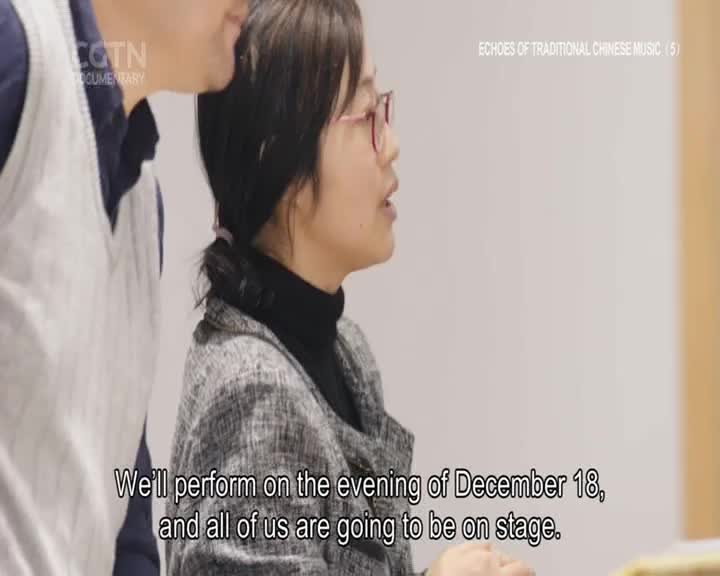 CGTN
DOCUMENTARY
ECHOES OF TRADITIONAL CHINESE MUSIC（5）
We'll perform on the evening of December 18,
and all of us are going to be on stage.